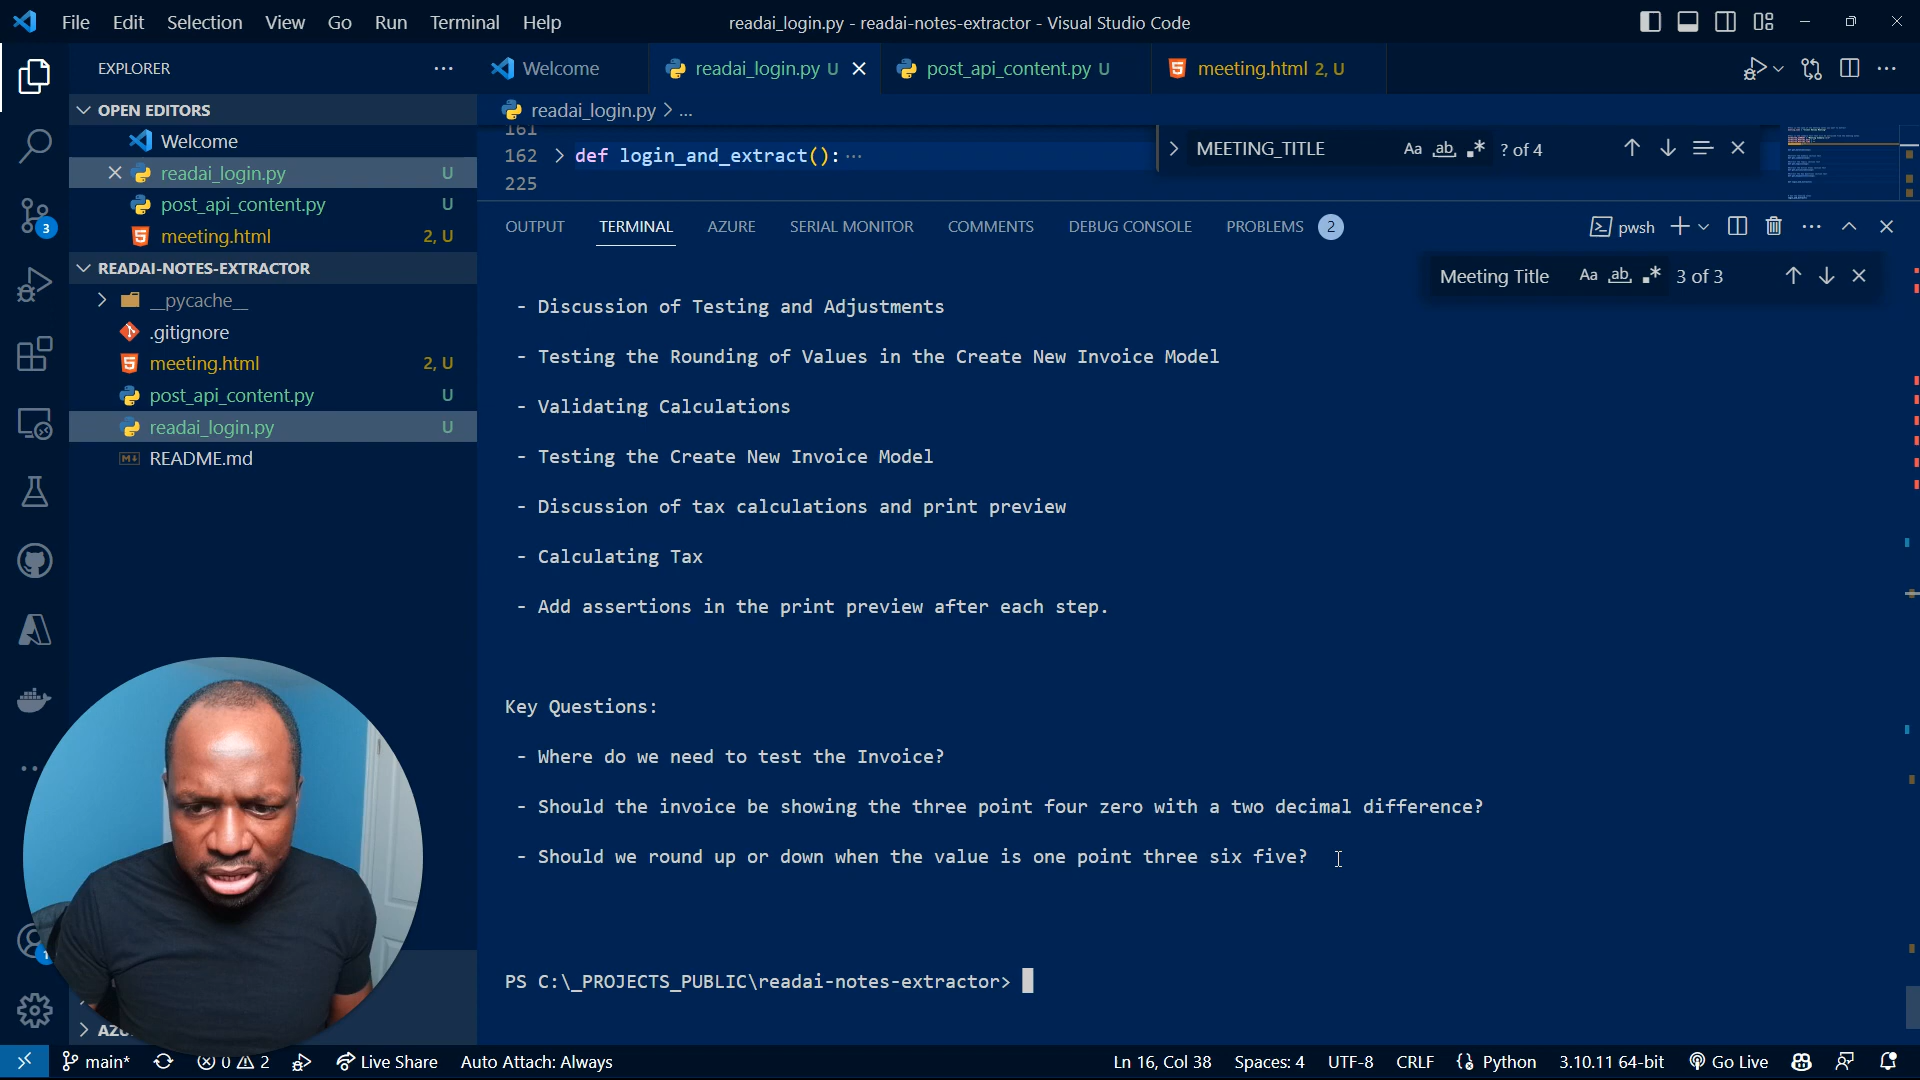 File Edit Selection View Go Run Terminal Help
readai_login.py - readai-notes-extractor - Visual Studio Code
EXPLORER
OPEN EDITORS
Welcome
readai_login.py U
post_api_content.py U
meeting.html 2, U
READAI-NOTES-EXTRACTOR
__pycache__
.gitignore
meeting.html 2, U
post_api_content.py U
readai_login.py U
README.md
3
Welcome
readai_login.py U
post_api_content.py U
meeting.html 2, U
readai_login.py > ...
161
162 def login_and_extract(): ...
225
MEETING_TITLE Aa ab ? of 4
OUTPUT TERMINAL AZURE SERIAL MONITOR COMMENTS DEBUG CONSOLE PROBLEMS 2
pwsh
Meeting Title Aa ab 3 of 3
- Discussion of Testing and Adjustments
- Testing the Rounding of Values in the Create New Invoice Model
- Validating Calculations
- Testing the Create New Invoice Model
- Discussion of tax calculations and print preview
- Calculating Tax
- Add assertions in the print preview after each step.
Key Questions:
- Where do we need to test the Invoice?
- Should the invoice be showing the three point four zero with a two decimal difference?
- Should we round up or down when the value is one point three six five?
PS C:\_PROJECTS_PUBLIC\readai-notes-extractor>
main* 0 2 Live Share Auto Attach: Always
Ln 16, Col 38 Spaces: 4 UTF-8 CRLF Python 3.10.11 64-bit Go Live